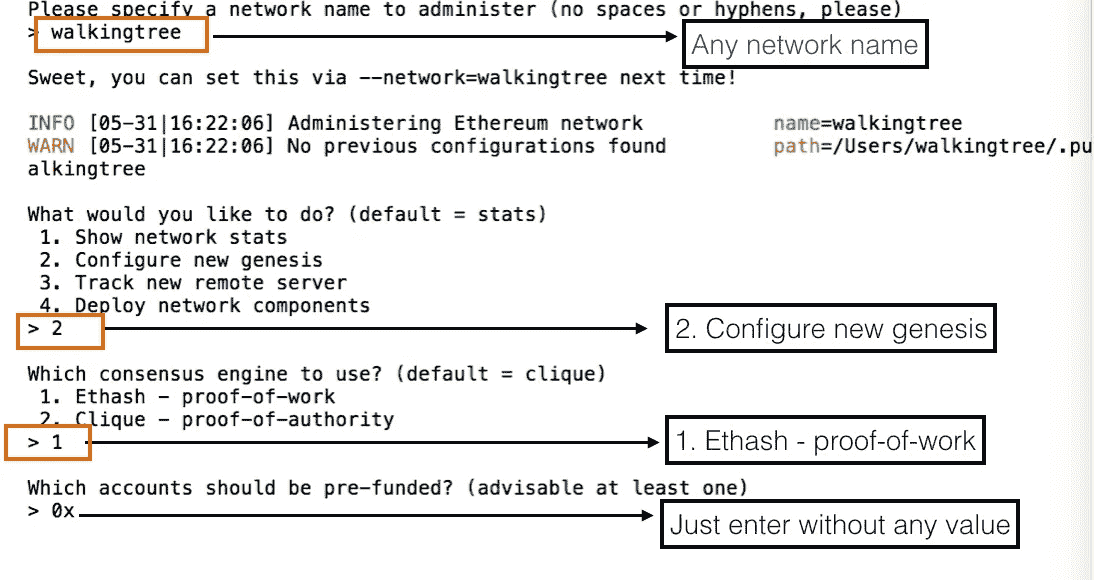 Please specify a network name to administer (no spaces or hyphens, please)
> walkingtree
Any network name
Sweet, you can set this via --network=walkingtree next time!
INFO [05-31|16:22:06] Administering Ethereum network name=walkingtree
WARN [05-31|16:22:06] No previous configurations found path=/Users/walkingtree/.pu
alkingtree
What would you like to do? (default = stats)
1. Show network stats
2. Configure new genesis
3. Track new remote server
4. Deploy network components
> 2
2. Configure new genesis
Which consensus engine to use? (default = clique)
1. Ethash - proof-of-work
2. Clique - proof-of-authority
> 1
1. Ethash - proof-of-work
Which accounts should be pre-funded? (advisable at least one)
> 0x
Just enter without any value